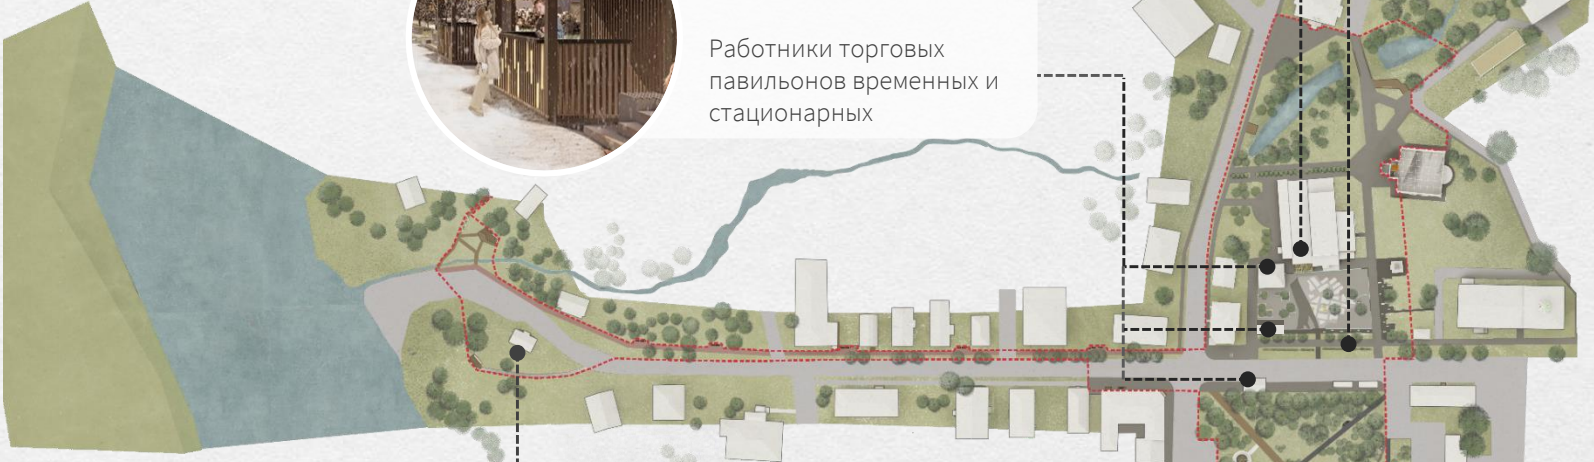 Работники торговых
павильонов временных и
стационарных